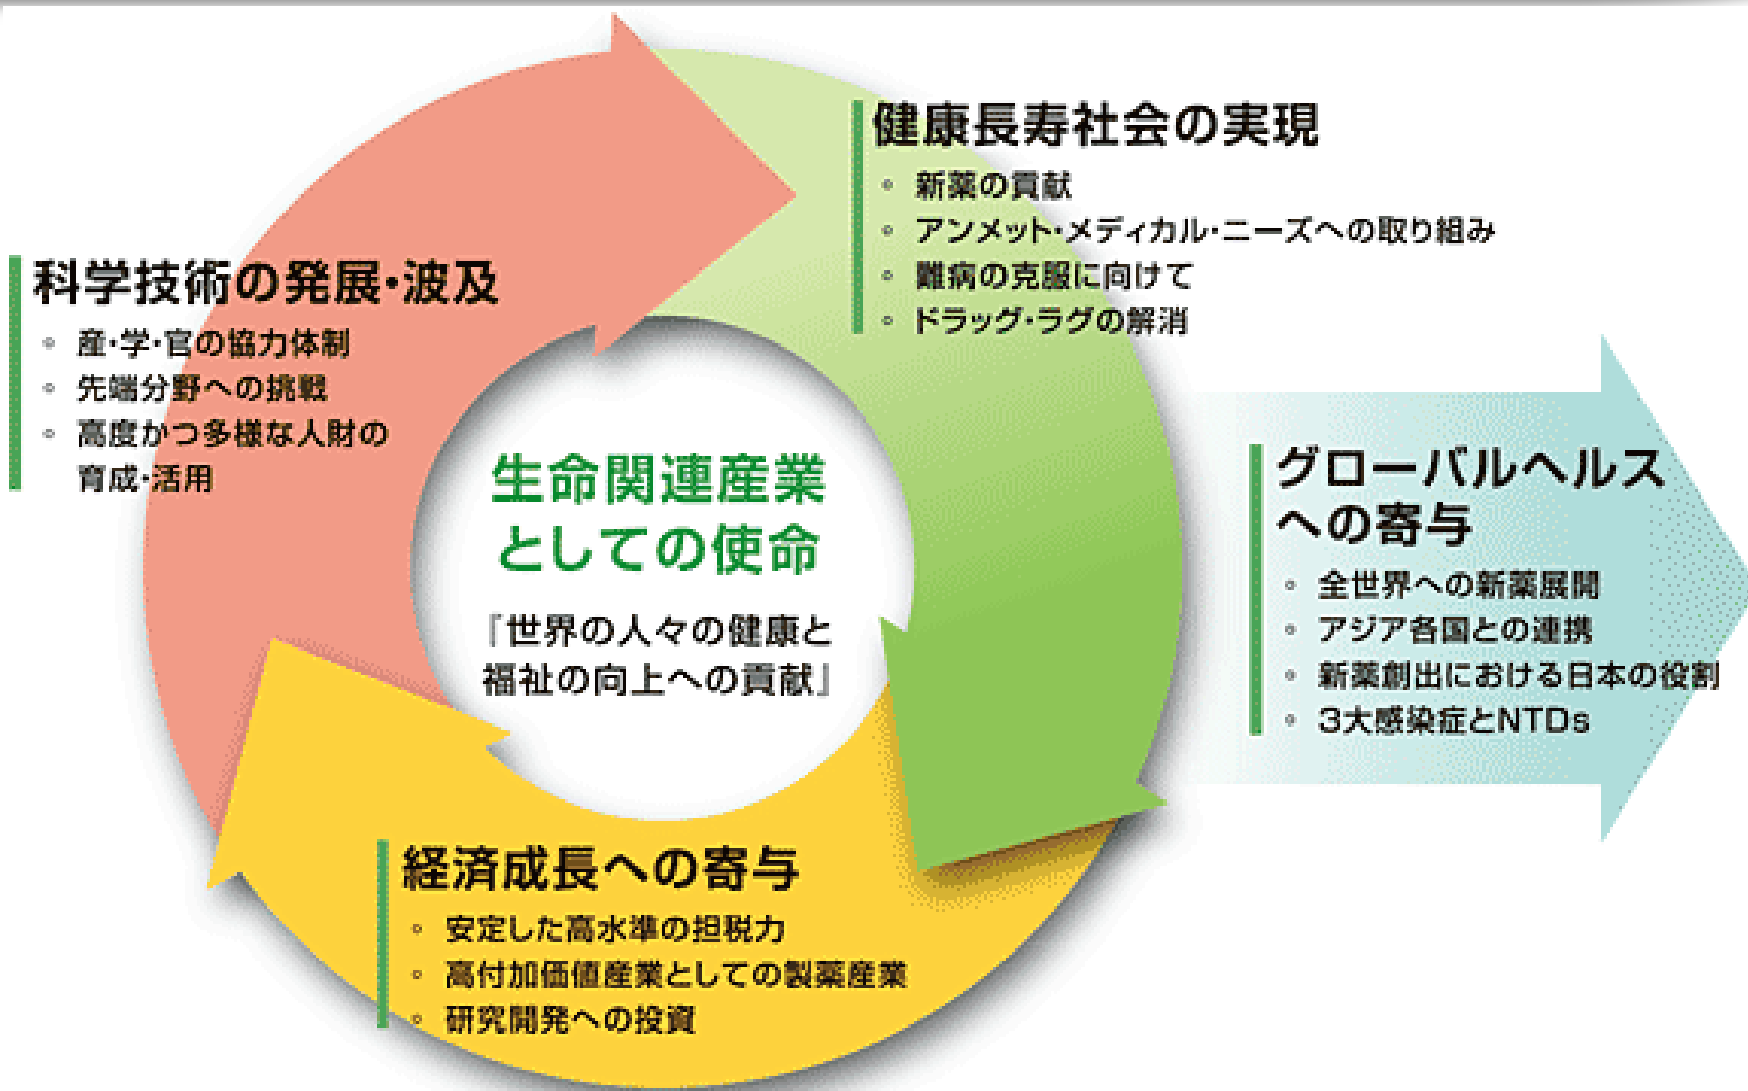 健康長寿社会の実現
◦ 新薬の貢献
◦ アンメット・メディカル・ニーズへの取り組み
◦ 難病の克服に向けて
◦ ドラッグ・ラグの解消
科学技術の発展・波及
◦ 産・学・官の協力体制
◦ 先端分野への挑戦
◦ 高度かつ多様な人財の
育成・活用
生命関連産業
としての使命
『世界の人々の健康と
福祉の向上への貢献』
グローバルヘルス
への寄与
◦ 全世界への新薬展開
◦ アジア各国との連携
◦ 新薬創出における日本の役割
◦ 3大感染症とNTDs
経済成長への寄与
◦ 安定した高水準の担税力
◦ 高付加価値産業としての製薬産業
◦ 研究開発への投資